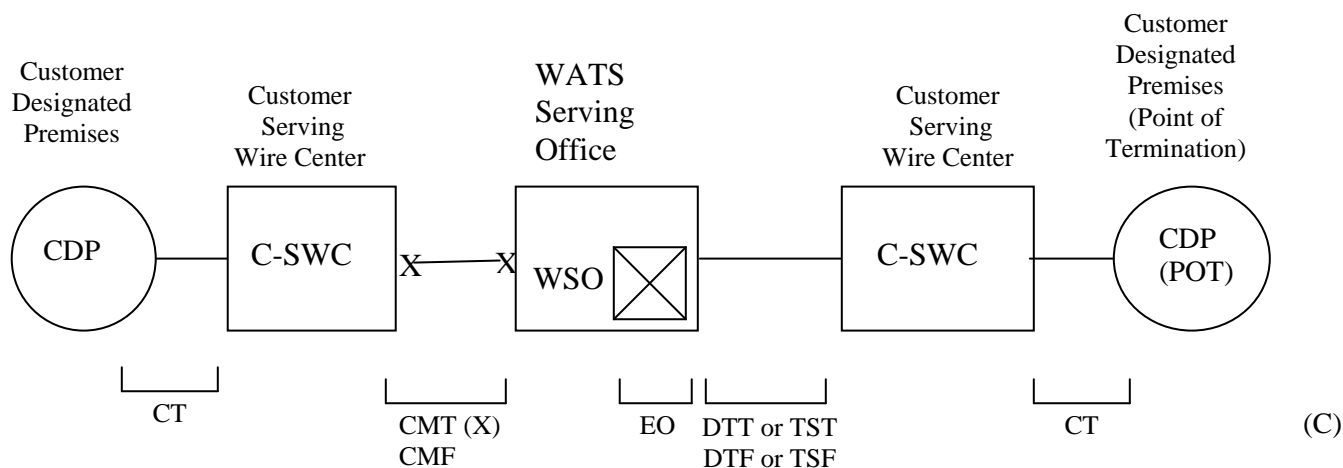 Customer
Designated
Premises
Customer
Serving
Wire Center
WATS
Serving
Office
Customer
Serving
Wire Center
Customer
Designated
Premises
(Point of
Termination)
CDP
C-SWC
X
X
WSO
C-SWC
CDP
(POT)
CT
CMT (X)
CMF
EO
DTT or TST
DTF or TSF
CT
(C)